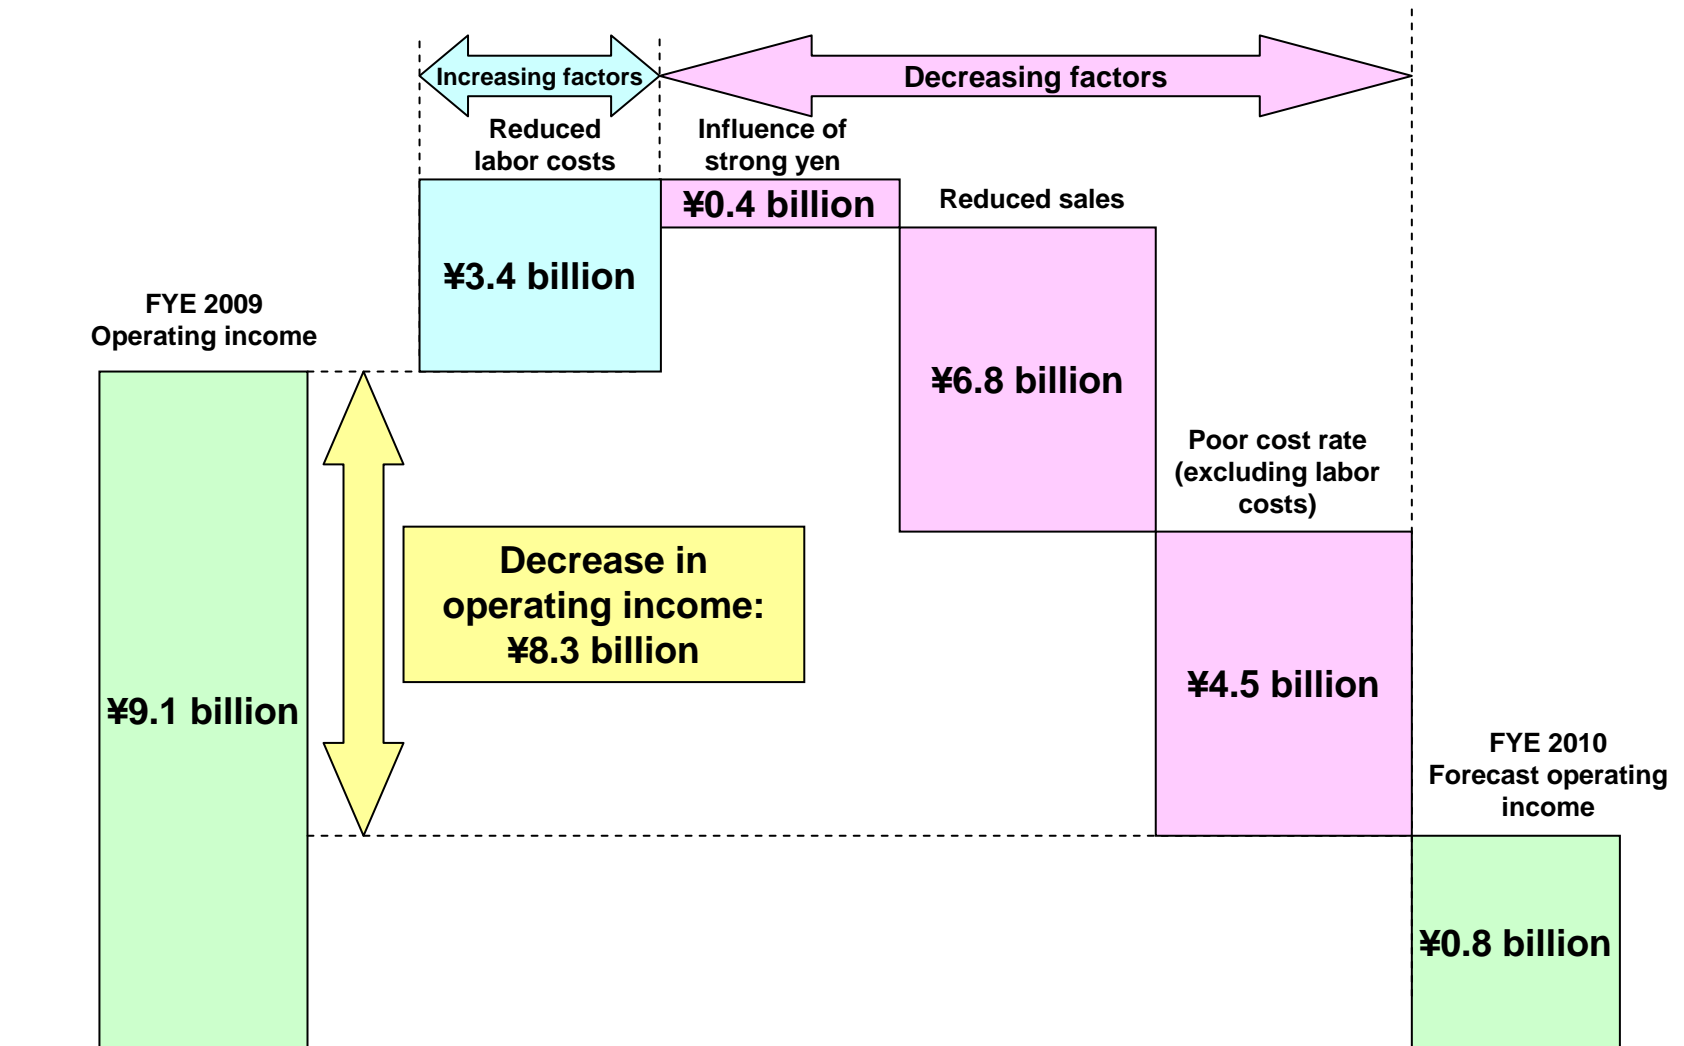 Increasing factors
Decreasing factors
Reduced
labor costs
Influence of
strong yen
¥0.4 billion
Reduced sales
¥3.4 billion
FYE 2009
Operating income
¥6.8 billion
Poor cost rate
(excluding labor
costs)
Decrease in
operating income:
¥8.3 billion
¥4.5 billion
¥9.1 billion
FYE 2010
Forecast operating
income
¥0.8 billion